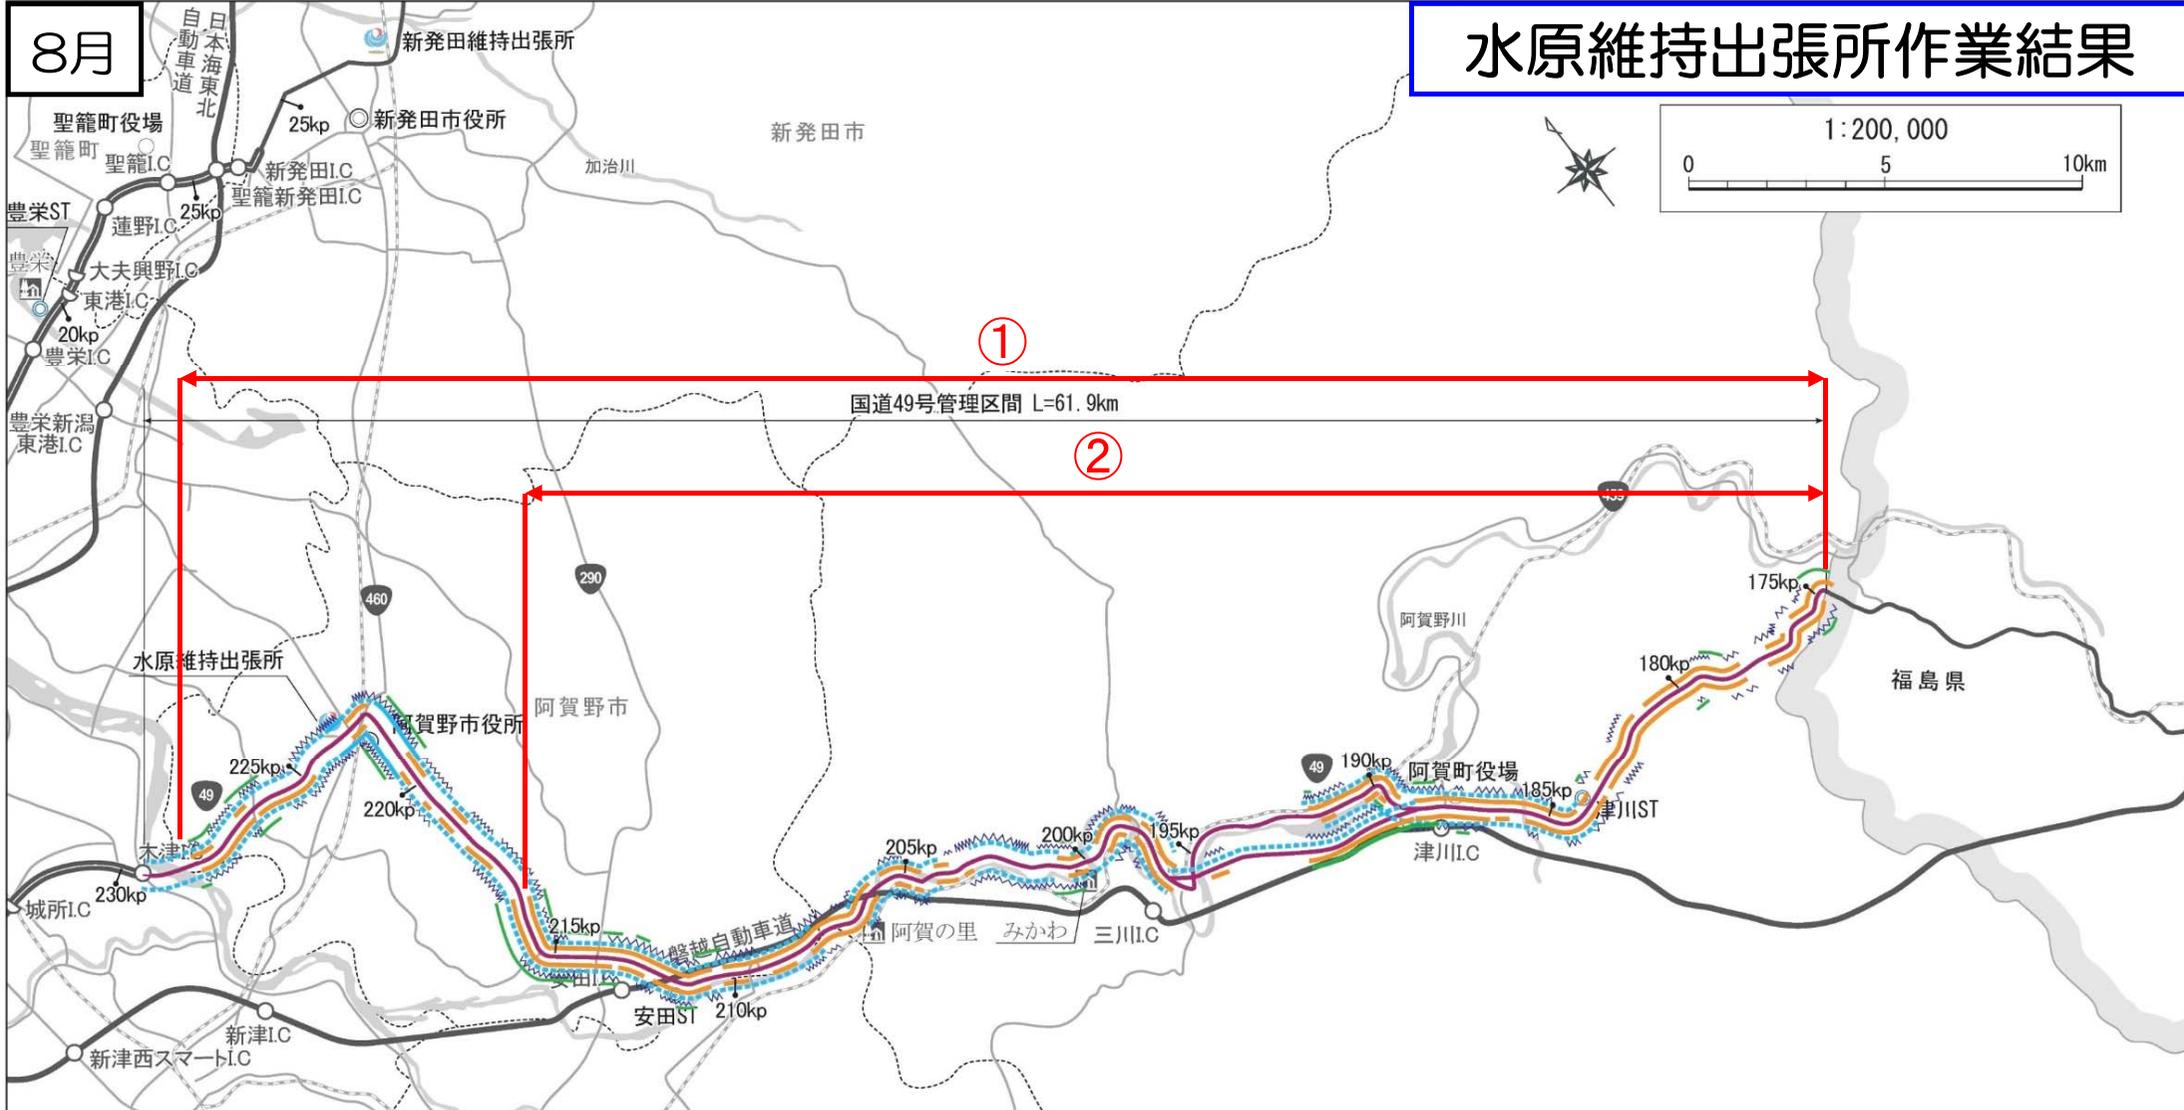 8月
水原維持出張所作業結果
日本海東北
自動車道
新発田維持出張所
1:200,000
0 5 10km
聖籠町役場
聖籠町
25kp
新発田市役所
新発田市
加治川
聖籠I.C
新発田I.C
聖籠新発田I.C
豊栄ST
25kp
蓮野I.C
豊栄
大夫興野I.C
東港I.C
20kp
豊栄I.C
①
国道49号管理区間 L=61.9km
豊栄新潟
東港I.C
②
459
290
460
175kp
阿賀野川
水原維持出張所
180kp
福島県
阿賀野市
阿賀野市役所
225kp
49
190kp
49
阿賀町役場
185kp
220kp
津川ST
200kp
195kp
205kp
木津I.C
津川I.C
230kp
城所I.C
215kp
磐越自動車道
阿賀の里
みかわ
三川I.C
安田I.C
210kp
安田ST
新津I.C
新津西スマートI.C